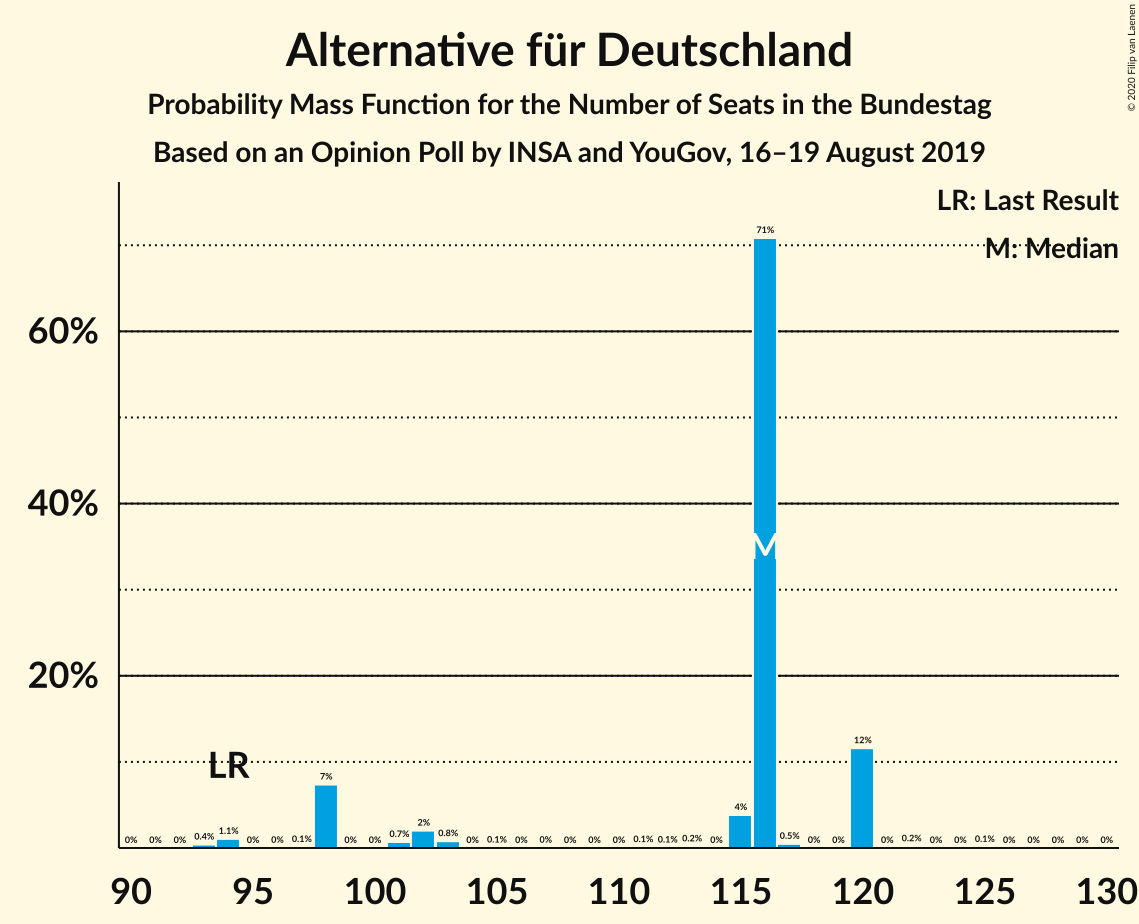 Alternative für Deutschland
Probability Mass Function for the Number of Seats in the Bundestag
Based on an Opinion Poll by INSA and YouGov, 16–19 August 2019
© 2020 Filip van Laenen
LR: Last Result
M: Median
60%
40%
20%
LR
M
0% 0% 0% 0.4% 1.1% 0% 0% 0.1% 7% 0% 0% 0.7% 2% 0.8% 0% 0.1% 0% 0% 0% 0% 0% 0.1% 0.1% 0.2% 0% 4% 71% 0.5% 0% 0% 12% 0% 0.2% 0% 0% 0.1% 0% 0% 0% 0% 0%
90 95 100 105 110 115 120 125 130